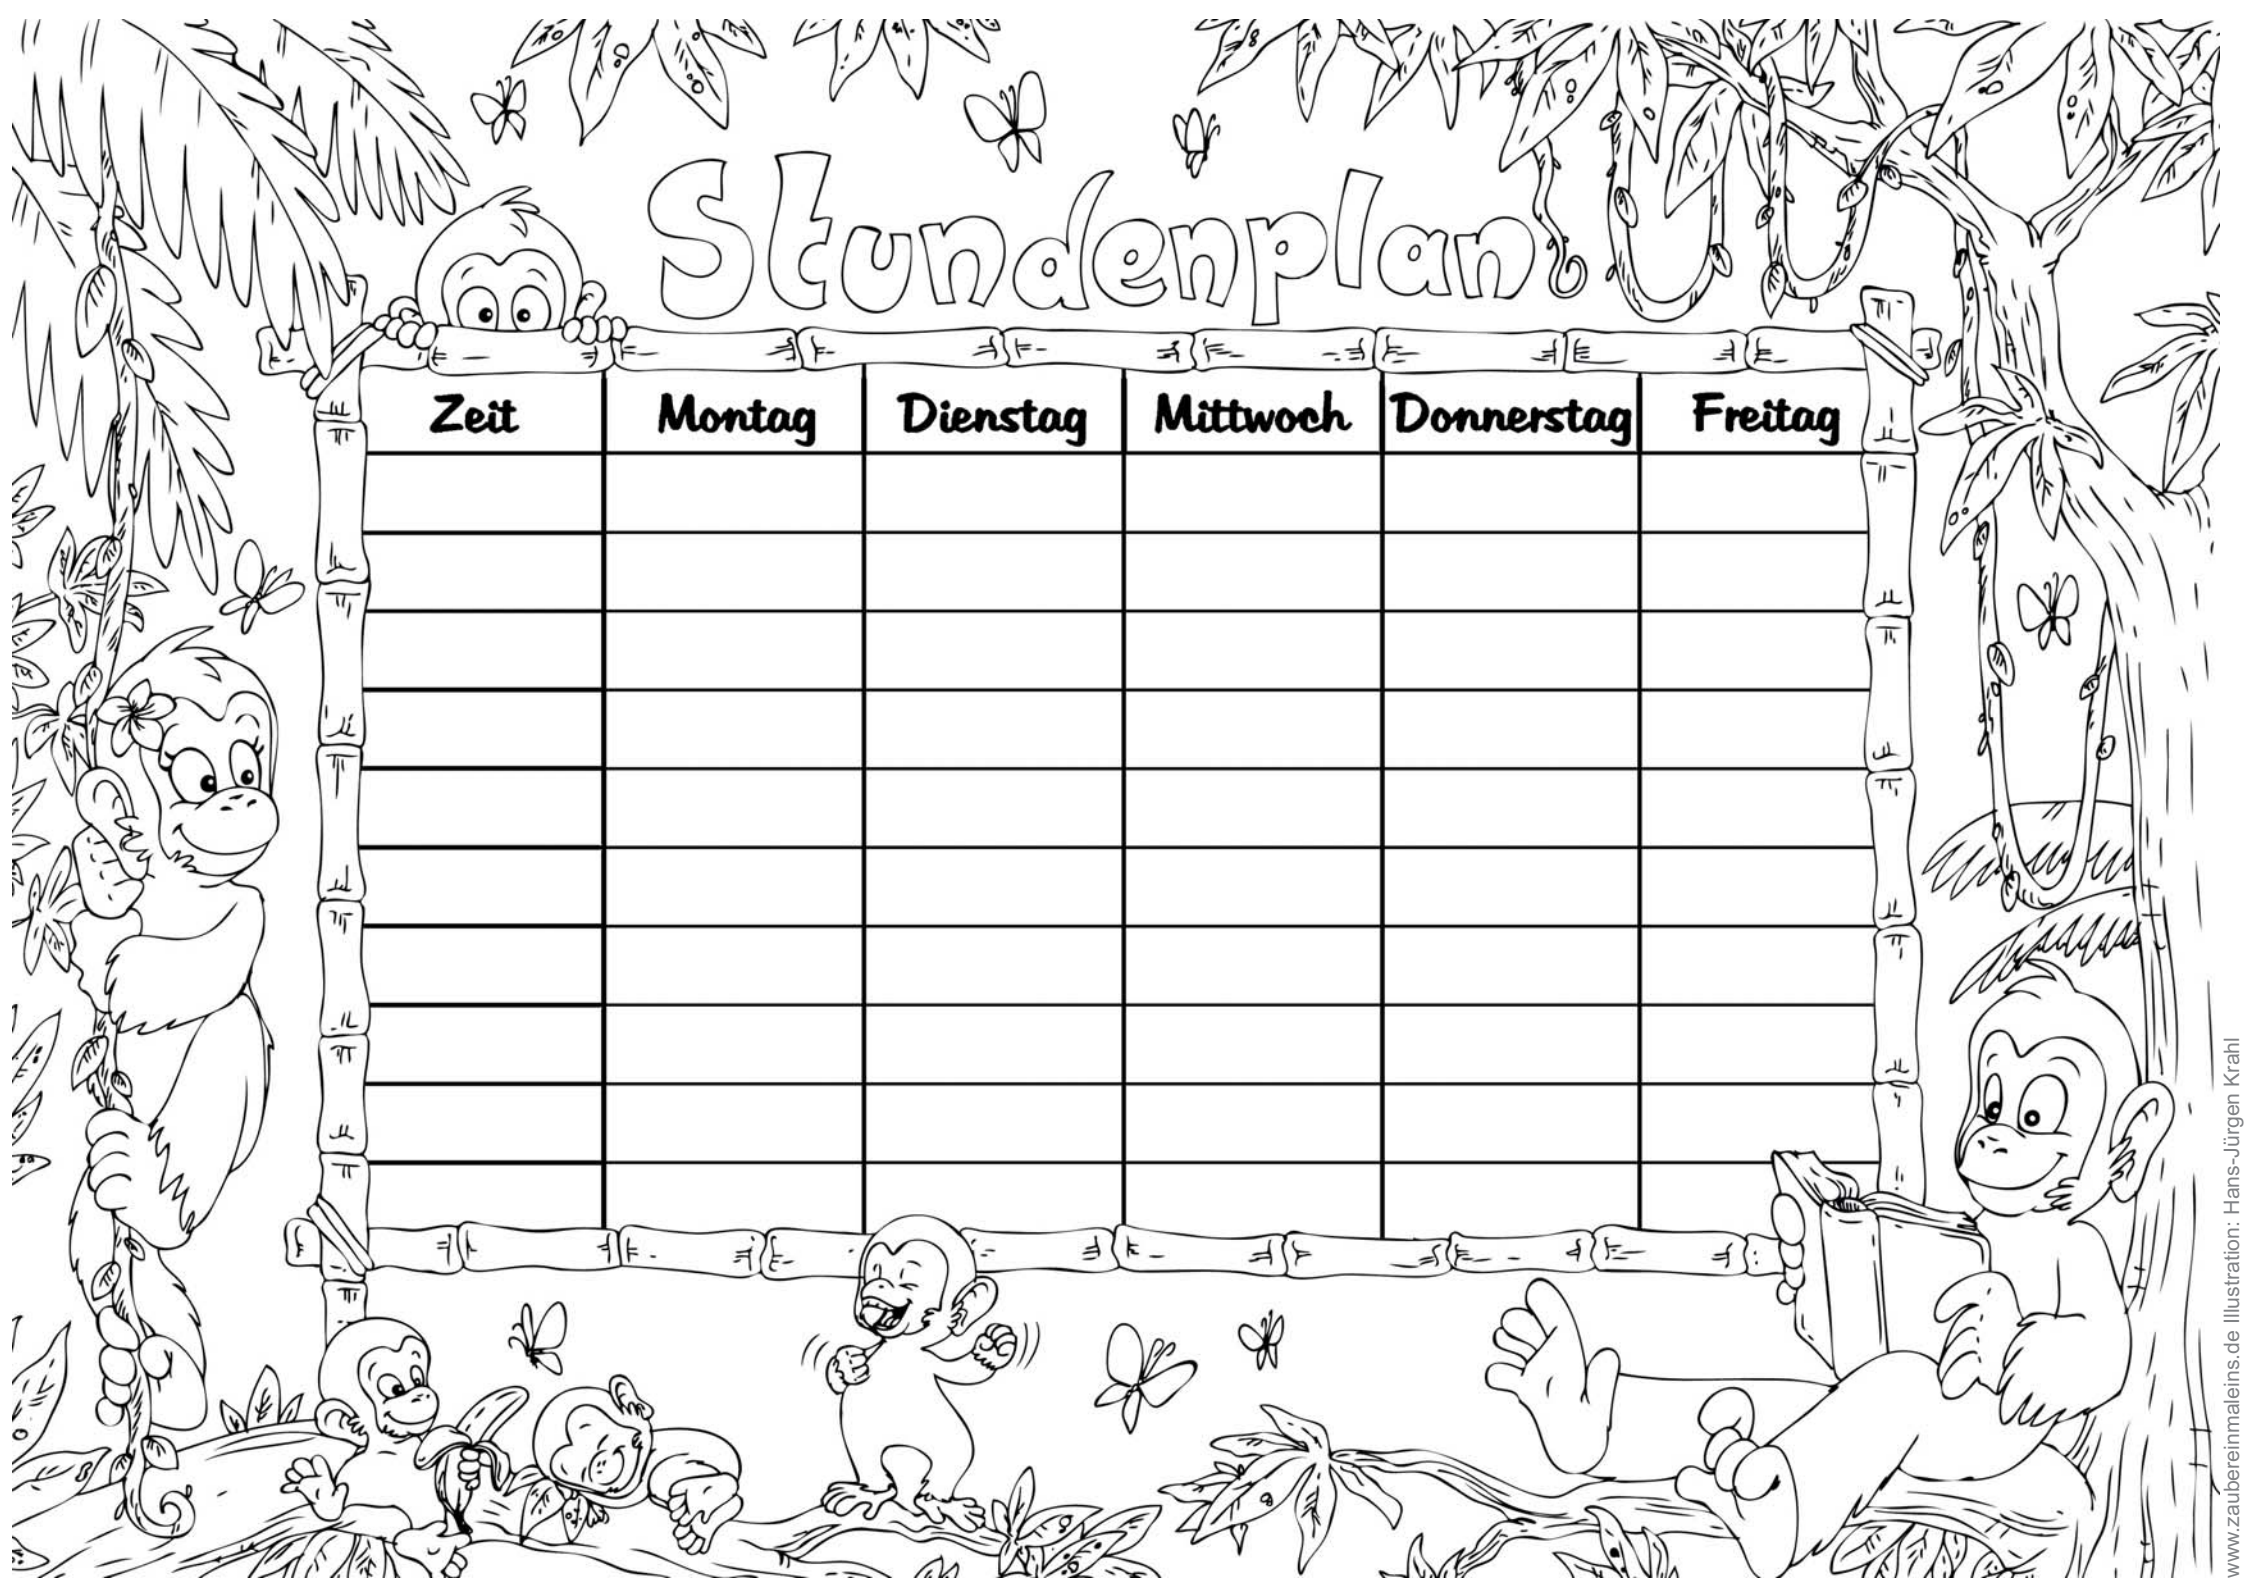 Stundenplan
Zeit Montag Dienstag Mittwoch Donnerstag Freitag
www.zaubereinmaleins.de Illustration: Hans-Jürgen Krahl